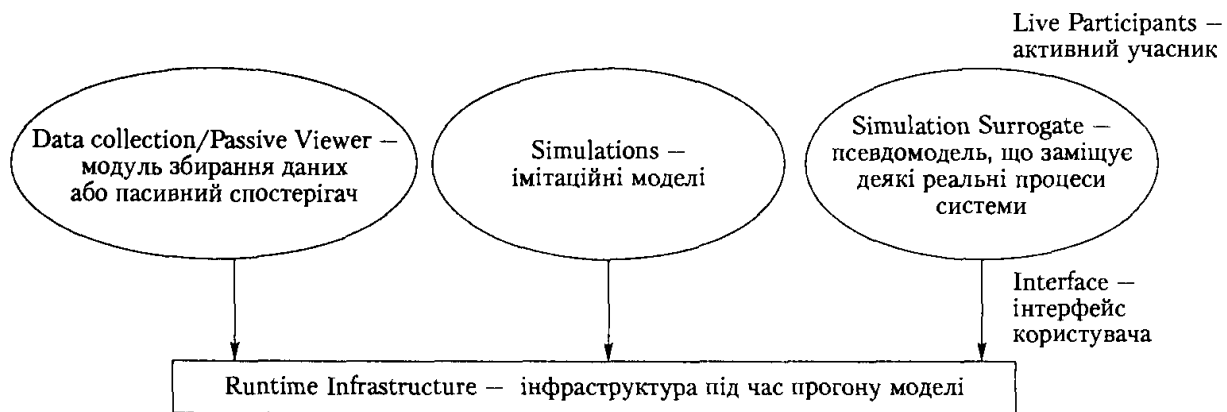 Live Participants –
активний учасник
Data collection/Passive Viewer –
модуль збирання даних
або пасивний спостерігач
Simulations –
імітаційні моделі
Simulation Surrogate –
псевдомодель, що заміщує
деякі реальні процеси
системи
Interface –
інтерфейс
користувача
Runtime Infrastructure – інфраструктура під час прогону моделі